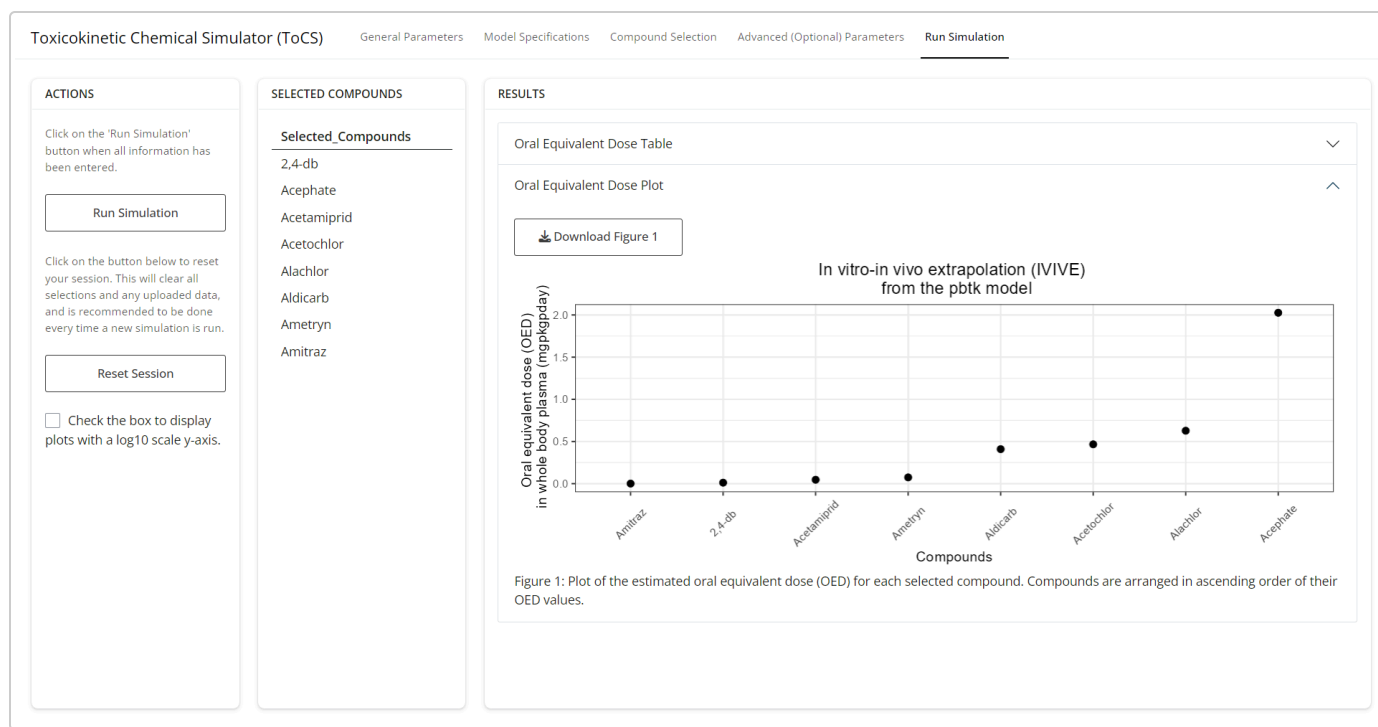 Toxicokinetic Chemical Simulator (ToCS)
General Parameters
Model Specifications
Compound Selection
Advanced (Optional) Parameters
Run Simulation
ACTIONS
Click on the 'Run Simulation'
button when all information has
been entered.
Run Simulation
Click on the button below to reset
your session. This will clear all
selections and any uploaded data,
and is recommended to be done
every time a new simulation is run.
Reset Session
Check the box to display
plots with a log10 scale y-axis.
SELECTED COMPOUNDS
Selected_Compounds
2,4-db
Acephate
Acetamiprid
Acetochlor
Alachlor
Aldicarb
Ametryn
Amitraz
RESULTS
Oral Equivalent Dose Table
Oral Equivalent Dose Plot
Download Figure 1
In vitro-in vivo extrapolation (IVIVE)
from the pbtk model
Oral equivalent dose (OED)
in whole body plasma (mgpkgpday)
2.0
1.5
1.0
0.5
0.0
Amitraz
2,4-db
Acetamiprid
Ametryn
Aldicarb
Acetochlor
Alachlor
Acephate
Compounds
Figure 1: Plot of the estimated oral equivalent dose (OED) for each selected compound. Compounds are arranged in ascending order of their
OED values.